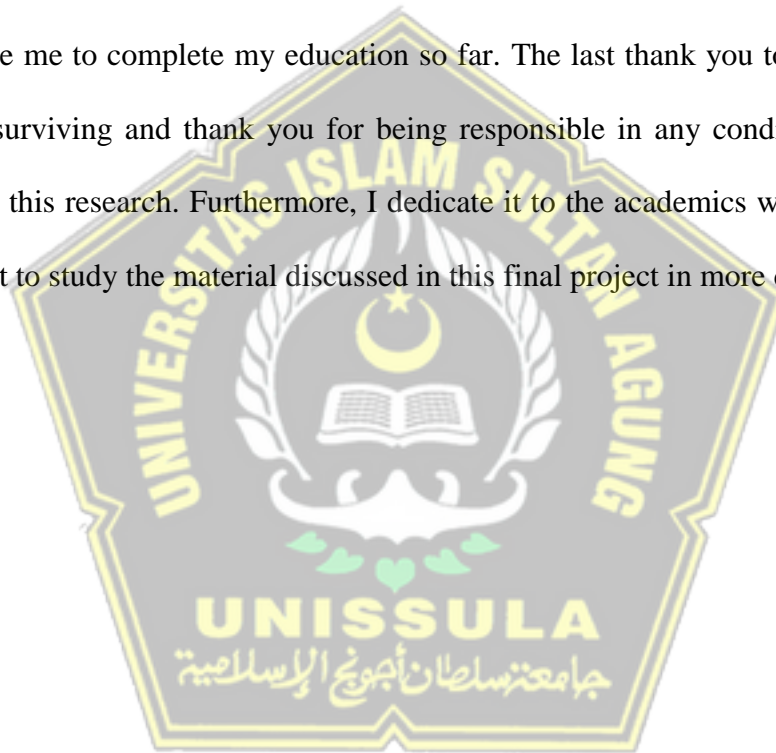 e me to complete my education so far. The last thank you to
surviving and thank you for being responsible in any cond
this research. Furthermore, I dedicate it to the academics w
t to study the material discussed in this final project in more
UNIVERSITAS ISLAM SULTAN AGUNG
UNISSULA
جامعة سلطان أجونج الإسلامية